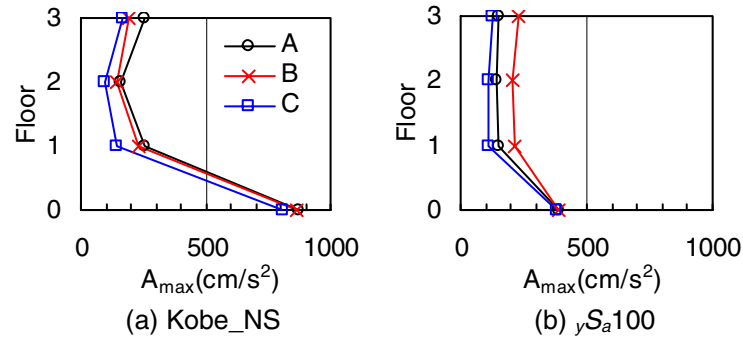 3
2
1
0
Floor
A
B
C
0 500 1000
Amax(cm/s²)
(a) Kobe_NS
3
2
1
0
Floor
0 500 1000
Amax(cm/s²)
(b) ySa100